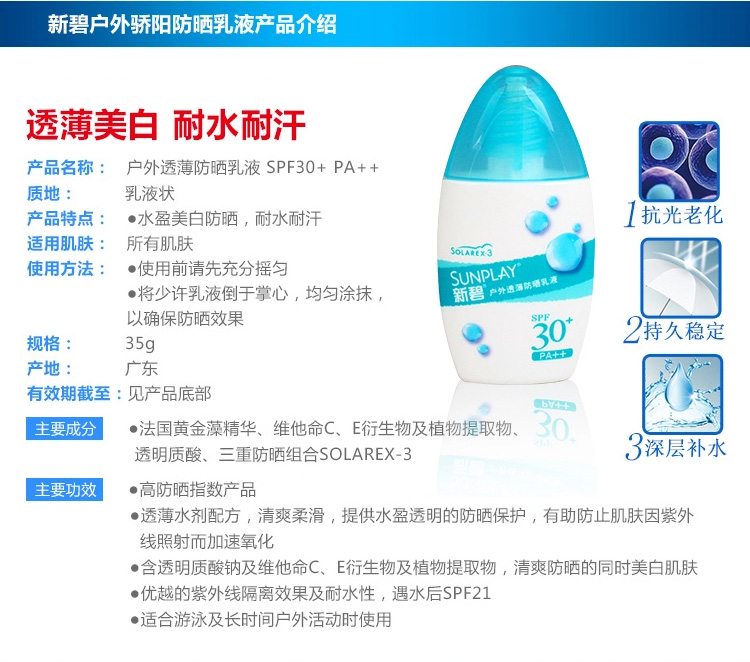 新碧户外骄阳防晒乳液产品介绍
透薄美白 耐水耐汗
产品名称： 户外透薄防晒乳液 SPF30+ PA++
质地： 乳液状
产品特点： ●水盈美白防晒，耐水耐汗
适用肌肤： 所有肌肤
使用方法： ●使用前请先充分摇匀
●将少许乳液倒于掌心，均匀涂抹，
以确保防晒效果
规格： 35g
产地： 广东
有效期截至：见产品底部
SOLAREX-3
SUNPLAY
新碧® 户外透薄防晒乳液
SPF
30+
PA++
1抗光老化
2持久稳定
3深层补水
主要成分 ●法国黄金藻精华、维他命C、E衍生物及植物提取物、
透明质酸、三重防晒组合SOLAREX-3
主要功效 ●高防晒指数产品
●透薄水剂配方，清爽柔滑，提供水盈透明的防晒保护，有助防止肌肤因紫外
线照射而加速氧化
●含透明质酸钠及维他命C、E衍生物及植物提取物，清爽防晒的同时美白肌肤
●优越的紫外线隔离效果及耐水性，遇水后SPF21
●适合游泳及长时间户外活动时使用